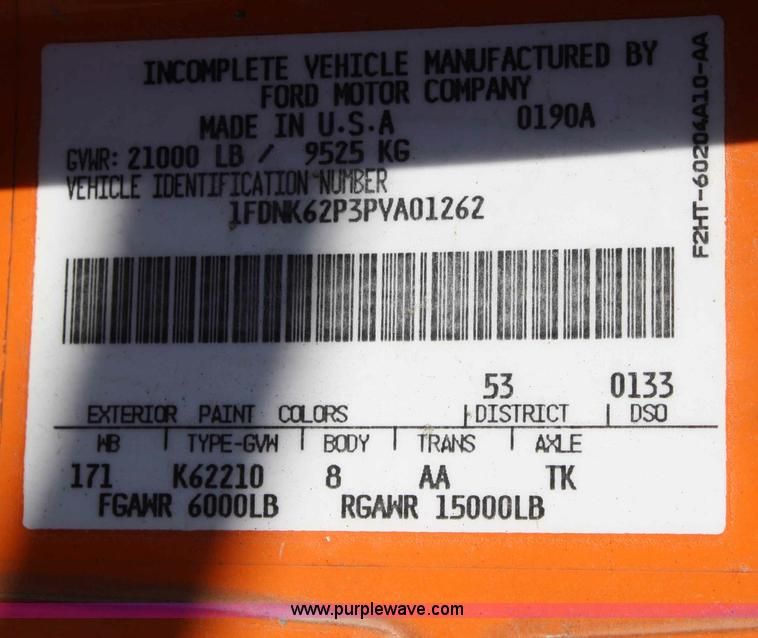 INCOMPLETE VEHICLE MANUFACTURED BY
FORD MOTOR COMPANY
MADE IN U.S.A 0190A
GVWR: 21000 LB / 9525 KG
VEHICLE IDENTIFICATION NUMBER
1FDNK62P3PVA01262
F2HT-60204A10-AA
53 0133
EXTERIOR PAINT COLORS DISTRICT DSO
WB TYPE-GVW BODY TRANS AXLE
171 K62210 8 AA TK
FGAWR 6000LB RGAWR 15000LB
www.purplewave.com